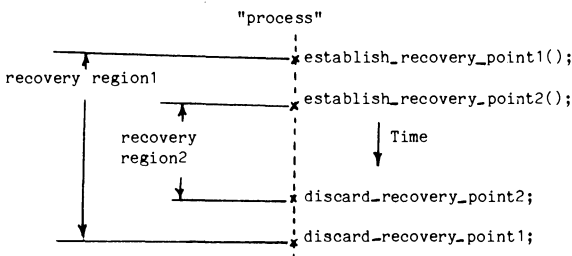 "process"
establish_recovery_point1();
recovery region1
establish_recovery_point2();
recovery
region2
Time
discard_recovery_point2;
discard_recovery_point1;